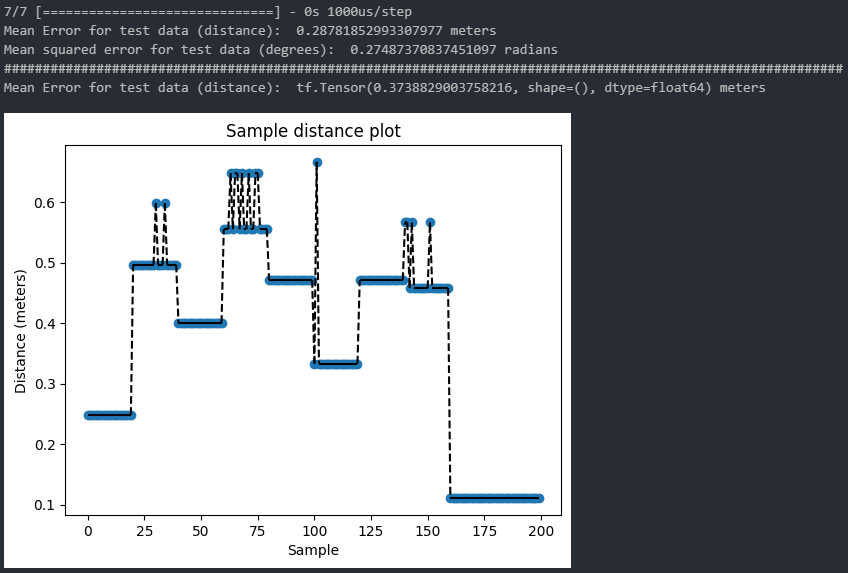 7/7 [==============================] - 0s 1000us/step
Mean Error for test data (distance):  0.28781852993307977 meters
Mean squared error for test data (degrees):  0.27487370837451097 radians
#############################################################################################################
Mean Error for test data (distance):  tf.Tensor(0.3738829003758216, shape=(), dtype=float64) meters
Sample distance plot
Distance (meters)
0.6
0.5
0.4
0.3
0.2
0.1
0 25 50 75 100 125 150 175 200
Sample